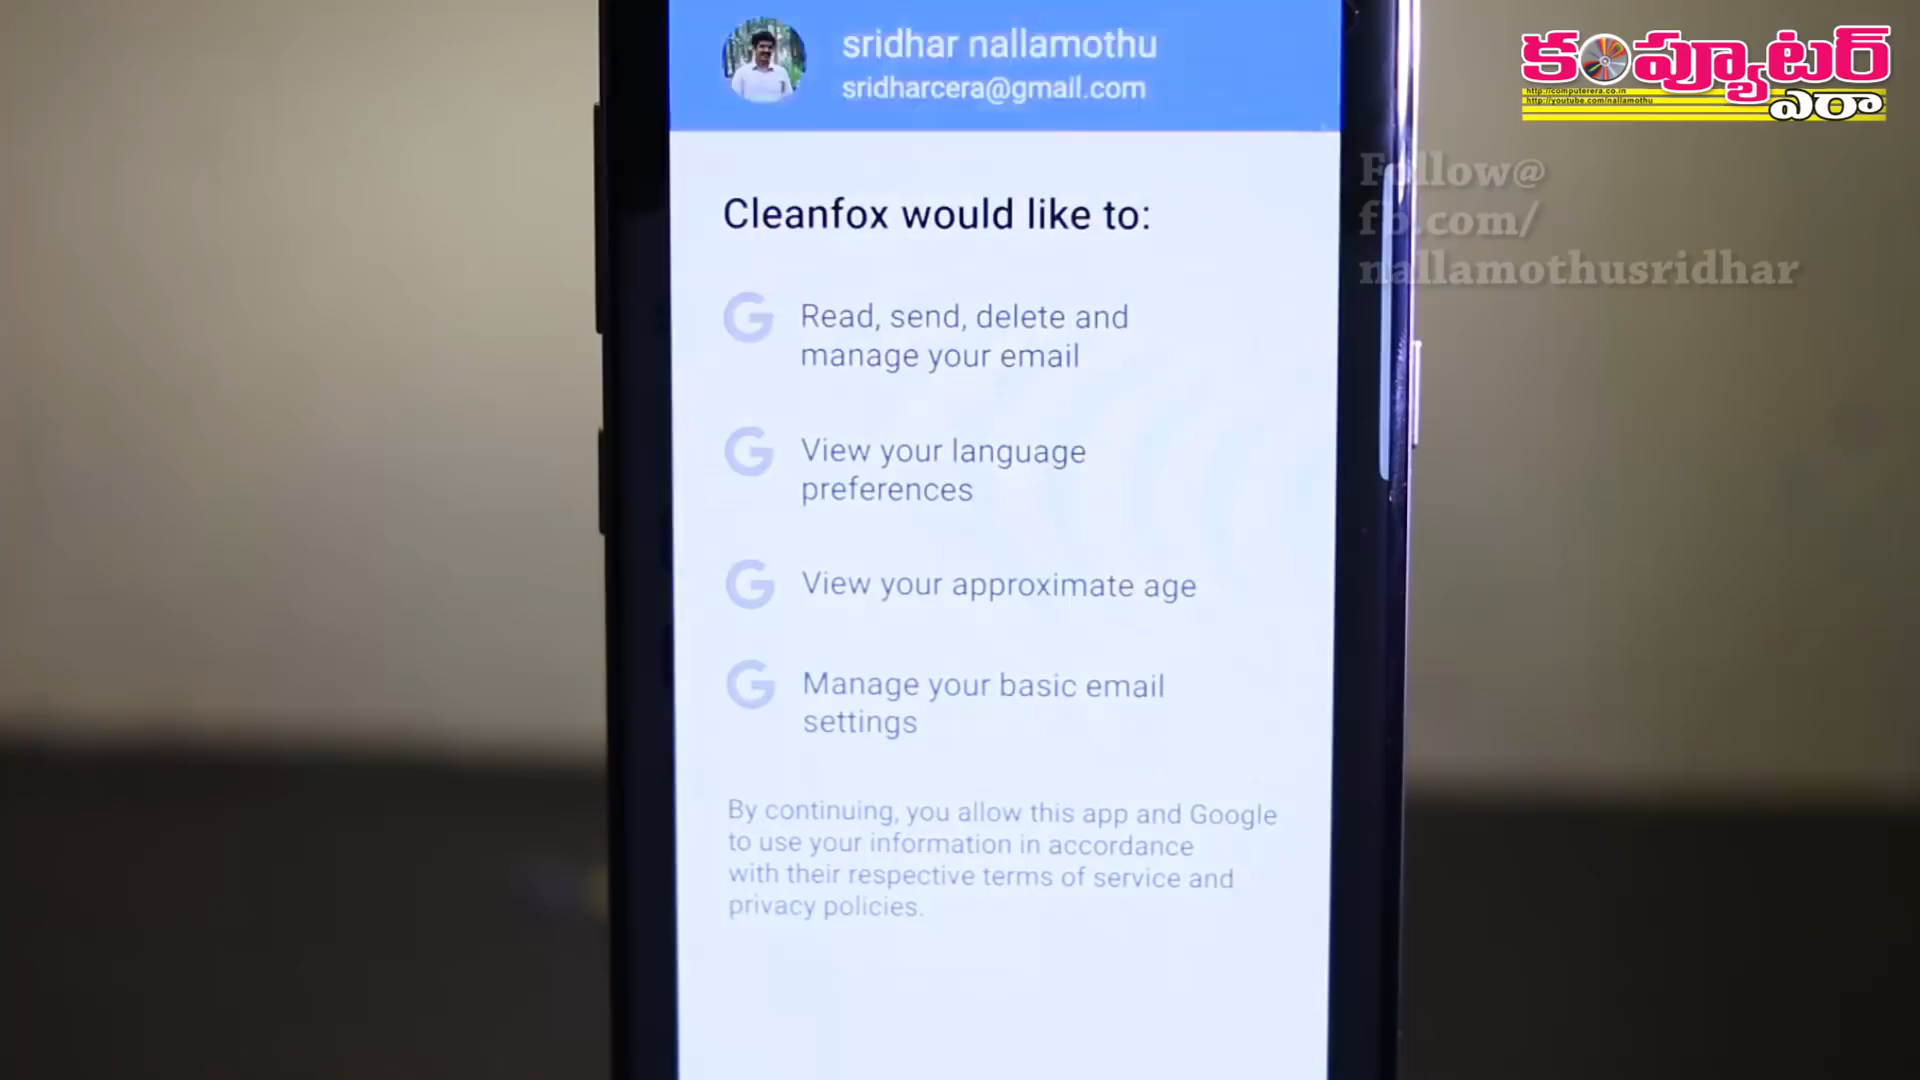 sridhar nallamothu
sridharcera@gmail.com
Cleanfox would like to:
Read, send, delete and
manage your email
View your language
preferences
View your approximate age
Manage your basic email
settings
By continuing, you allow this app and Google
to use your information in accordance
with their respective terms of service and
privacy policies.
కంప్యూటర్
http://computerera.co.in
http://youtube.com/nallamothu
ఎరా
Follow@
fb.com/
nallamothusridhar